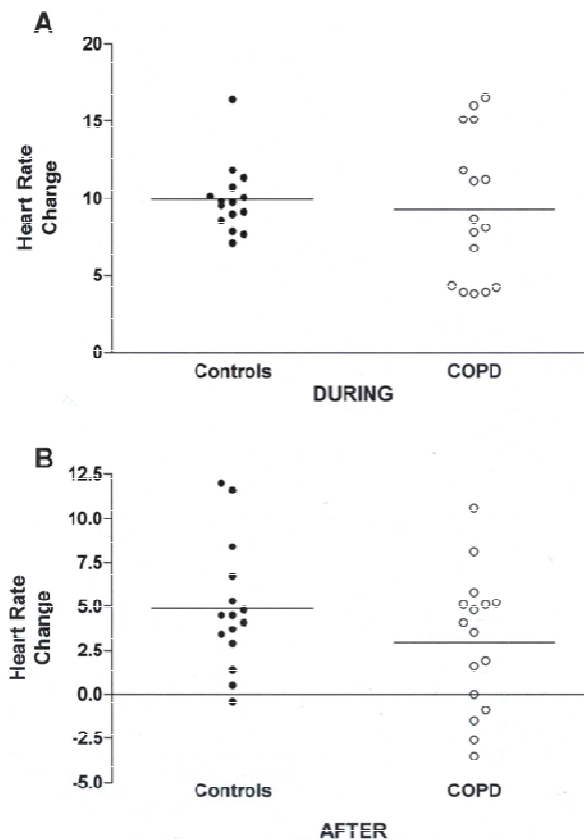 A
20
15
10
5
0
Heart Rate
Change
Controls
COPD
DURING
B
12.5
10.0
7.5
5.0
2.5
0.0
-2.5
-5.0
Heart Rate
Change
Controls
COPD
AFTER